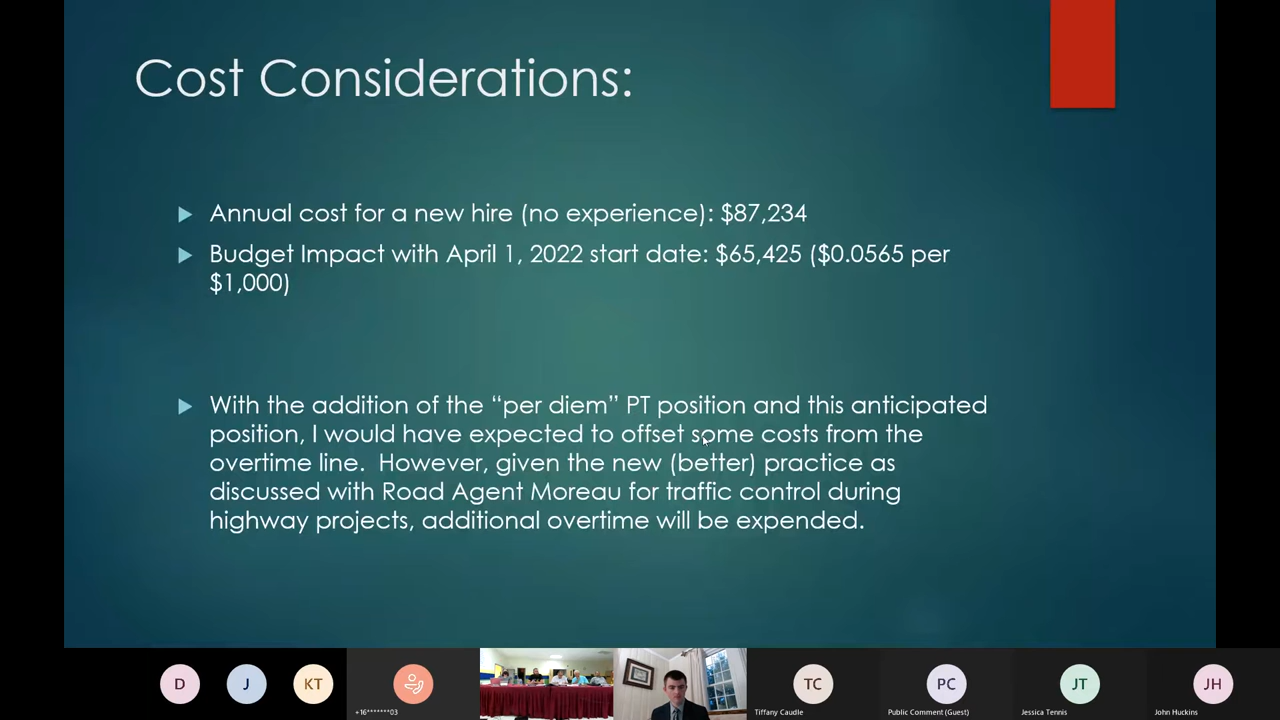 Cost Considerations:
Annual cost for a new hire (no experience): $87,234
Budget Impact with April 1, 2022 start date: $65,425 ($0.0565 per
$1,000)
With the addition of the “per diem” PT position and this anticipated
position, I would have expected to offset some costs from the
overtime line.  However, given the new (better) practice as
discussed with Road Agent Moreau for traffic control during
highway projects, additional overtime will be expended.
D
J
KT
+16*******03
TC
Tiffany Caudle
PC
Public Comment (Guest)
JT
Jessica Tennis
JH
John Huckins